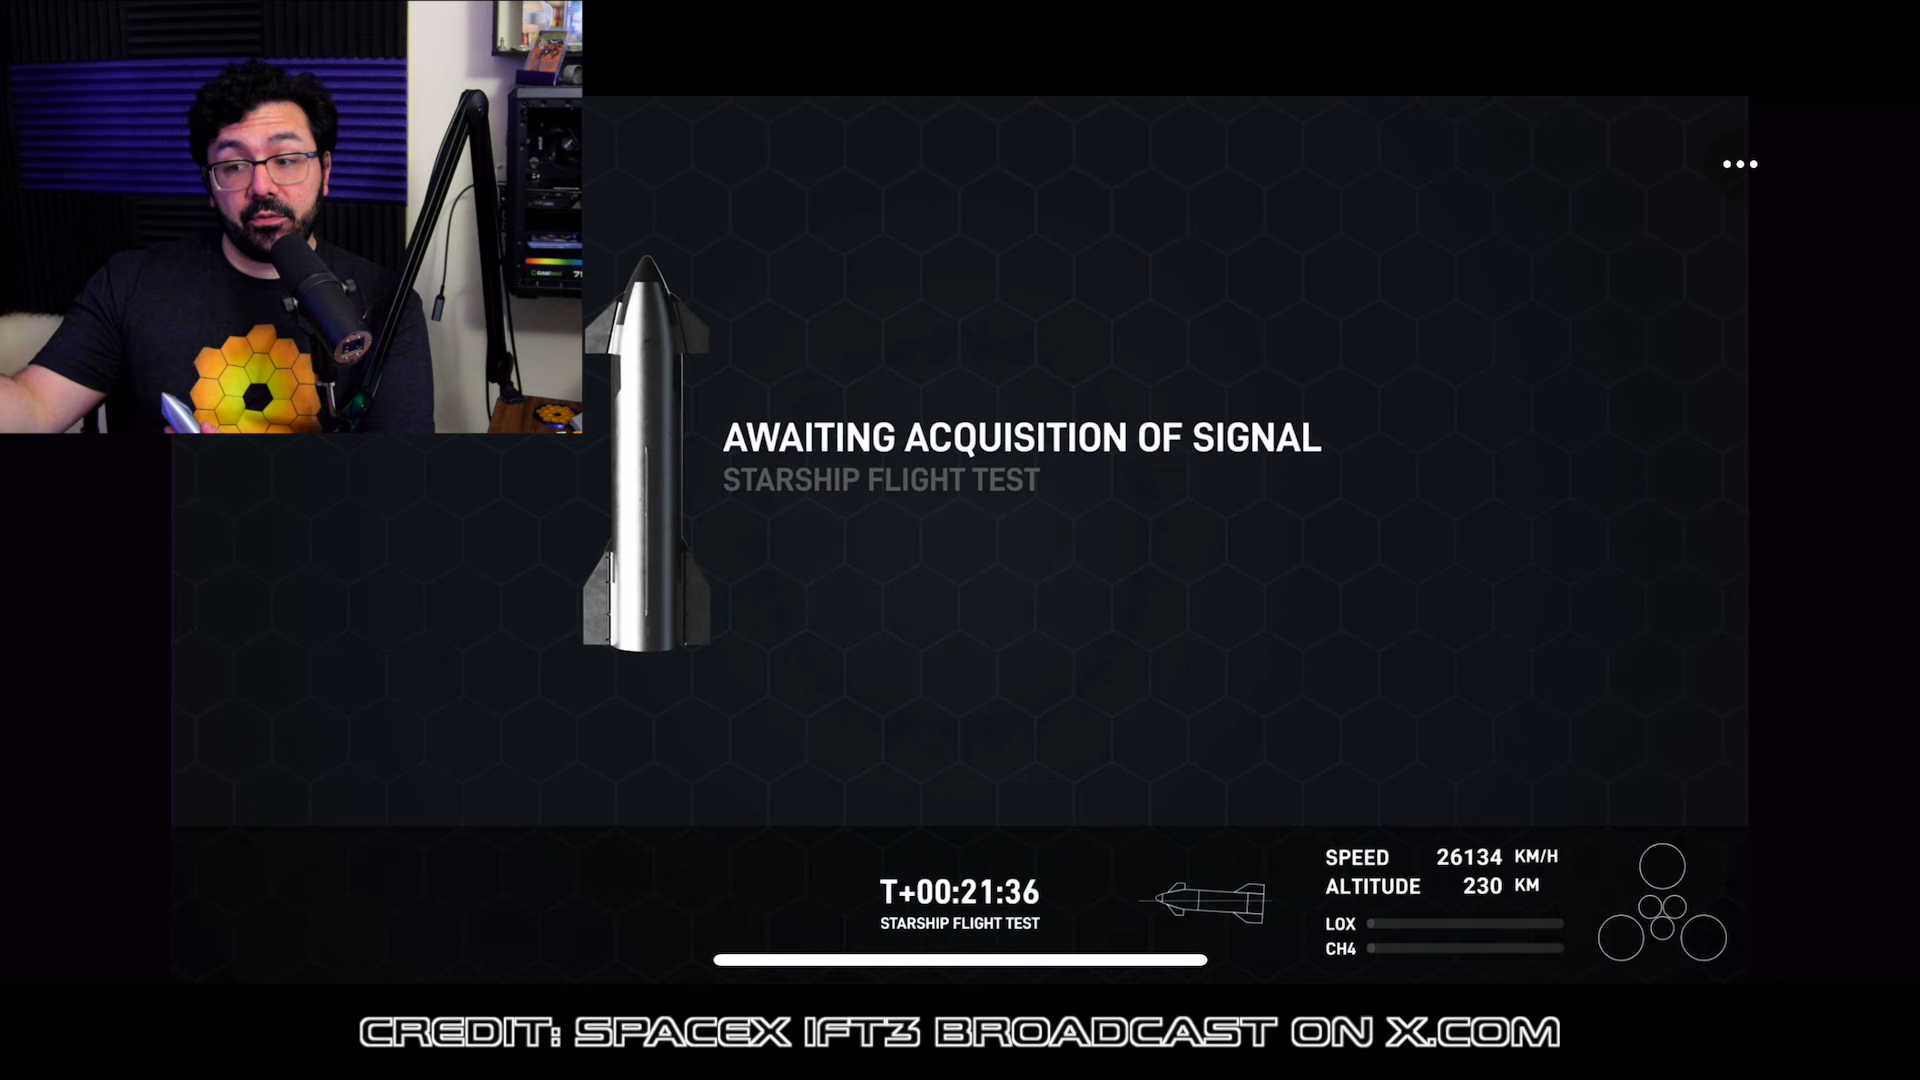 AWAITING ACQUISITION OF SIGNAL
STARSHIP FLIGHT TEST
T+00:21:36
STARSHIP FLIGHT TEST
SPEED 26134 KM/H
ALTITUDE 230 KM
LOX
CH4
CREDIT: SPACEX IFT3 BROADCAST ON X.COM